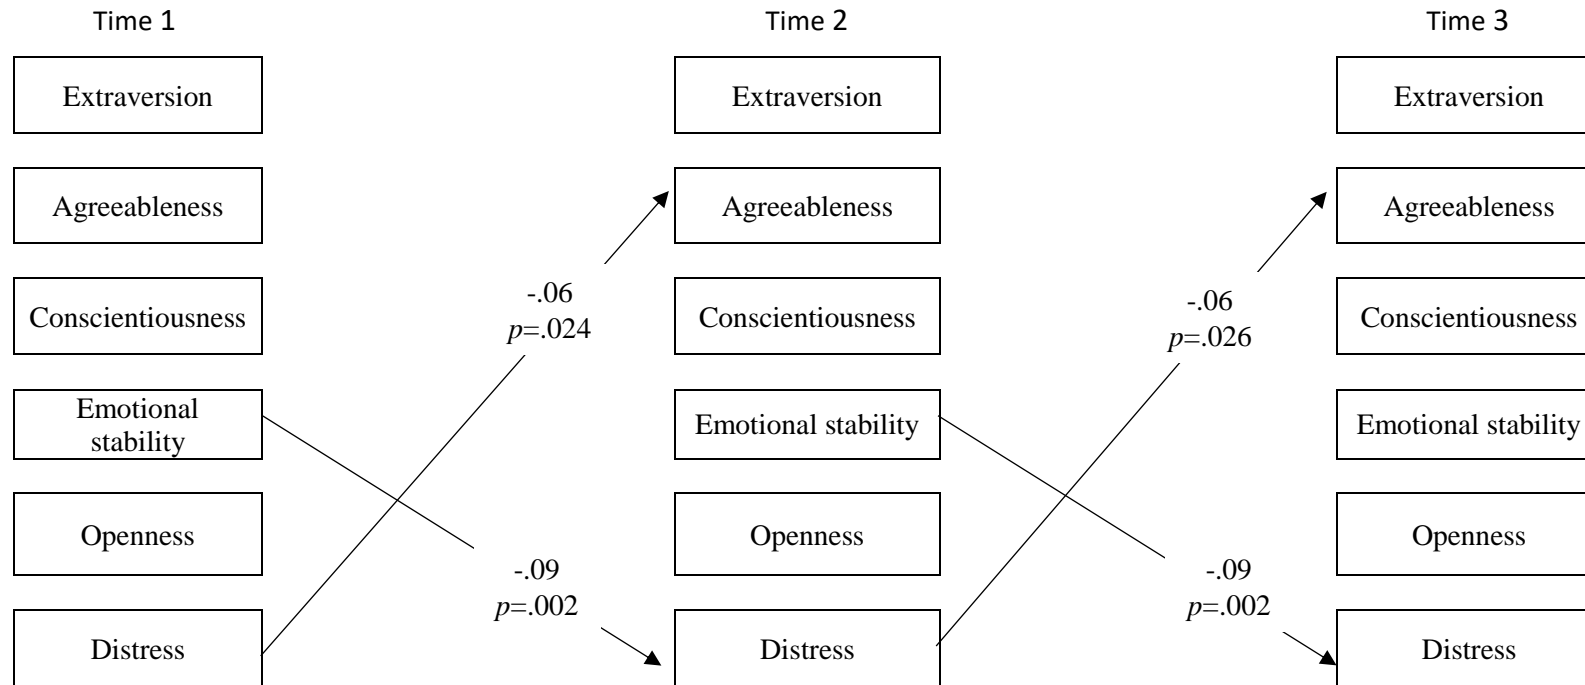 Time 1
Time 2
Time 3
Extraversion
Extraversion
Extraversion
Agreeableness
Agreeableness
Agreeableness
-.06
p=.024
-.06
p=.026
Conscientiousness
Conscientiousness
Conscientiousness
Emotional
stability
Emotional stability
Emotional stability
Openness
Openness
Openness
-.09
p=.002
-.09
p=.002
Distress
Distress
Distress